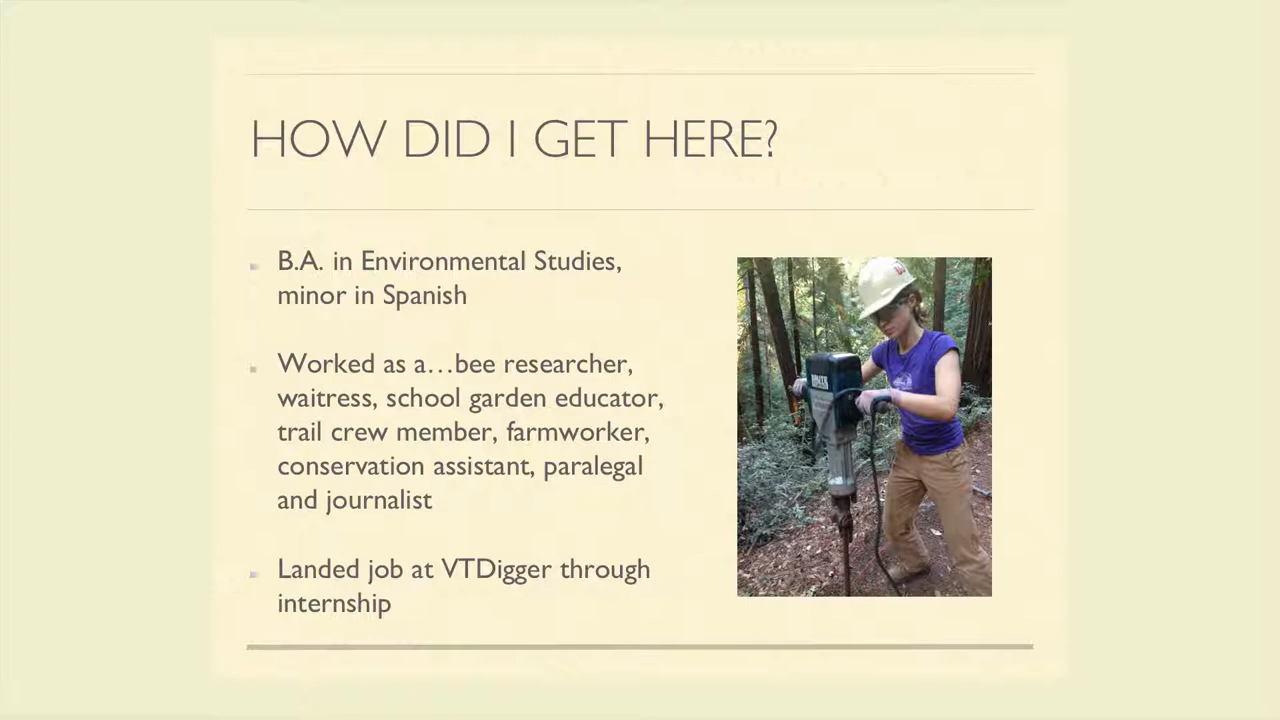 HOW DID I GET HERE?
B.A. in Environmental Studies,
minor in Spanish
Worked as a…bee researcher,
waitress, school garden educator,
trail crew member, farmworker,
conservation assistant, paralegal
and journalist
Landed job at VTDigger through
internship